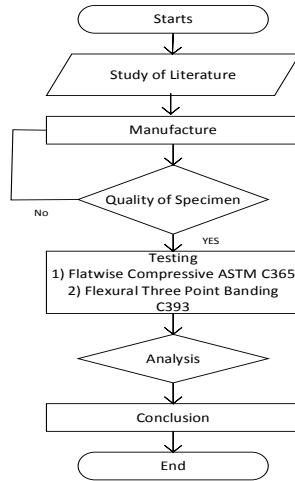 Starts
Study of Literature
Manufacture
Quality of Specimen
No
YES
Testing
1) Flatwise Compressive ASTM C365
2) Flexural Three Point Banding
C393
Analysis
Conclusion
End